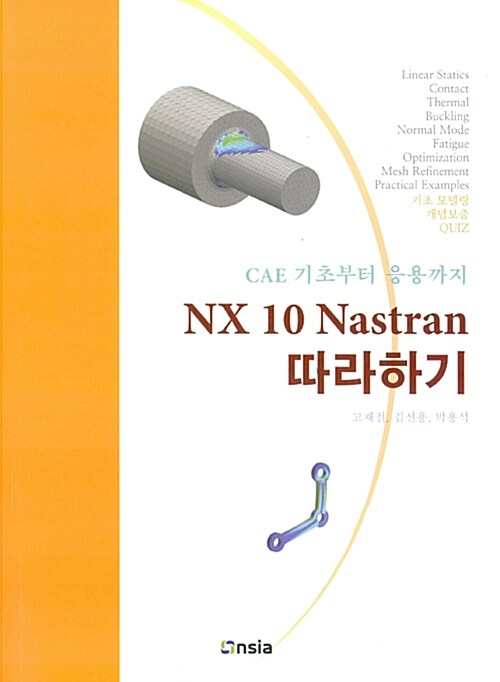 Linear Statics
Contact
Thermal
Buckling
Normal Mode
Fatigue
Optimization
Mesh Refinement
Practical Examples
기초 모델링
개념보충
QUIZ
CAE 기초부터 응용까지
NX 10 Nastran
따라하기
고재철, 김선용, 박용석
Onsia